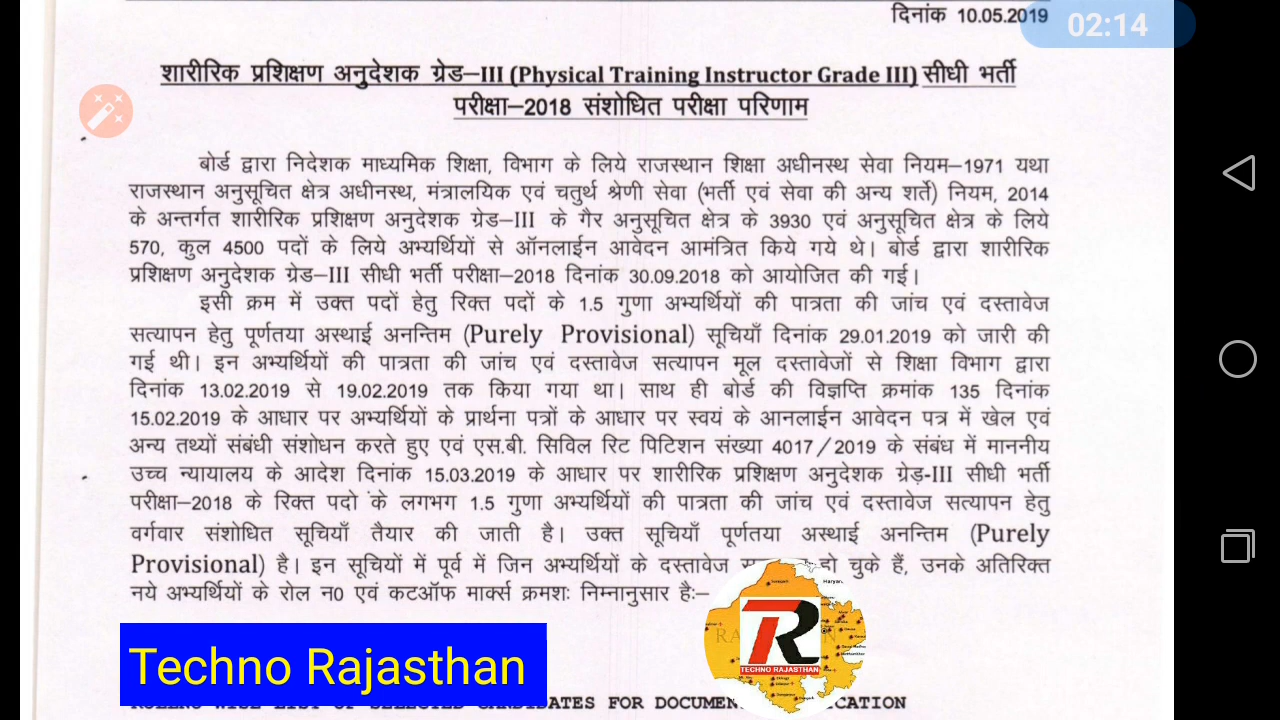 दिनांक 10.05.2019
02:14
शारीरिक प्रशिक्षण अनुदेशक ग्रेड–III (Physical Training Instructor Grade III) सीधी भर्ती
परीक्षा–2018 संशोधित परीक्षा परिणाम
बोर्ड द्वारा निदेशक माध्यमिक शिक्षा, विभाग के लिये राजस्थान शिक्षा अधीनस्थ सेवा नियम–1971 यथा
राजस्थान अनुसूचित क्षेत्र अधीनस्थ, मंत्रालयिक एवं चतुर्थ श्रेणी सेवा (भर्ती एवं सेवा की अन्य शर्तें) नियम, 2014
के अन्तर्गत शारीरिक प्रशिक्षण अनुदेशक ग्रेड–III के गैर अनुसूचित क्षेत्र के 3930 एवं अनुसूचित क्षेत्र के लिये
570, कुल 4500 पदों के लिये अभ्यर्थियों से ऑनलाईन आवेदन आमंत्रित किये गये थे। बोर्ड द्वारा शारीरिक
प्रशिक्षण अनुदेशक ग्रेड–III सीधी भर्ती परीक्षा–2018 दिनांक 30.09.2018 को आयोजित की गई।
इसी क्रम में उक्त पदों हेतु रिक्त पदों के 1.5 गुणा अभ्यर्थियों की पात्रता की जांच एवं दस्तावेज
सत्यापन हेतु पूर्णतया अस्थाई अनन्तिम (Purely Provisional) सूचियाँ दिनांक 29.01.2019 को जारी की
गई थी। इन अभ्यर्थियों की पात्रता की जांच एवं दस्तावेज सत्यापन मूल दस्तावेजों से शिक्षा विभाग द्वारा
दिनांक 13.02.2019 से 19.02.2019 तक किया गया था। साथ ही बोर्ड की विज्ञप्ति क्रमांक 135 दिनांक
15.02.2019 के आधार पर अभ्यर्थियों के प्रार्थना पत्रों के आधार पर स्वयं के आनलाईन आवेदन पत्र में खेल एवं
अन्य तथ्यों संबंधी संशोधन करते हुए एवं एस.बी. सिविल रिट पिटिशन संख्या 4017/2019 के संबंध में माननीय
उच्च न्यायालय के आदेश दिनांक 15.03.2019 के आधार पर शारीरिक प्रशिक्षण अनुदेशक ग्रेड़-III सीधी भर्ती
परीक्षा–2018 के रिक्त पदो के लगभग 1.5 गुणा अभ्यर्थियों की पात्रता की जांच एवं दस्तावेज सत्यापन हेतु
वर्गवार संशोधित सूचियाँ तैयार की जाती है। उक्त सूचियाँ पूर्णतया अस्थाई अनन्तिम (Purely
Provisional) है। इन सूचियों में पूर्व में जिन अभ्यर्थियों के दस्तावेज चुके हैं, उनके अतिरिक्त
नये अभ्यर्थियों के रोल न0 एवं कटऑफ मार्क्स क्रमशः निम्नानुसार हैः–
TECHNO RAJASTHAN
Techno Rajasthan
LIST OF SELECTED FOR